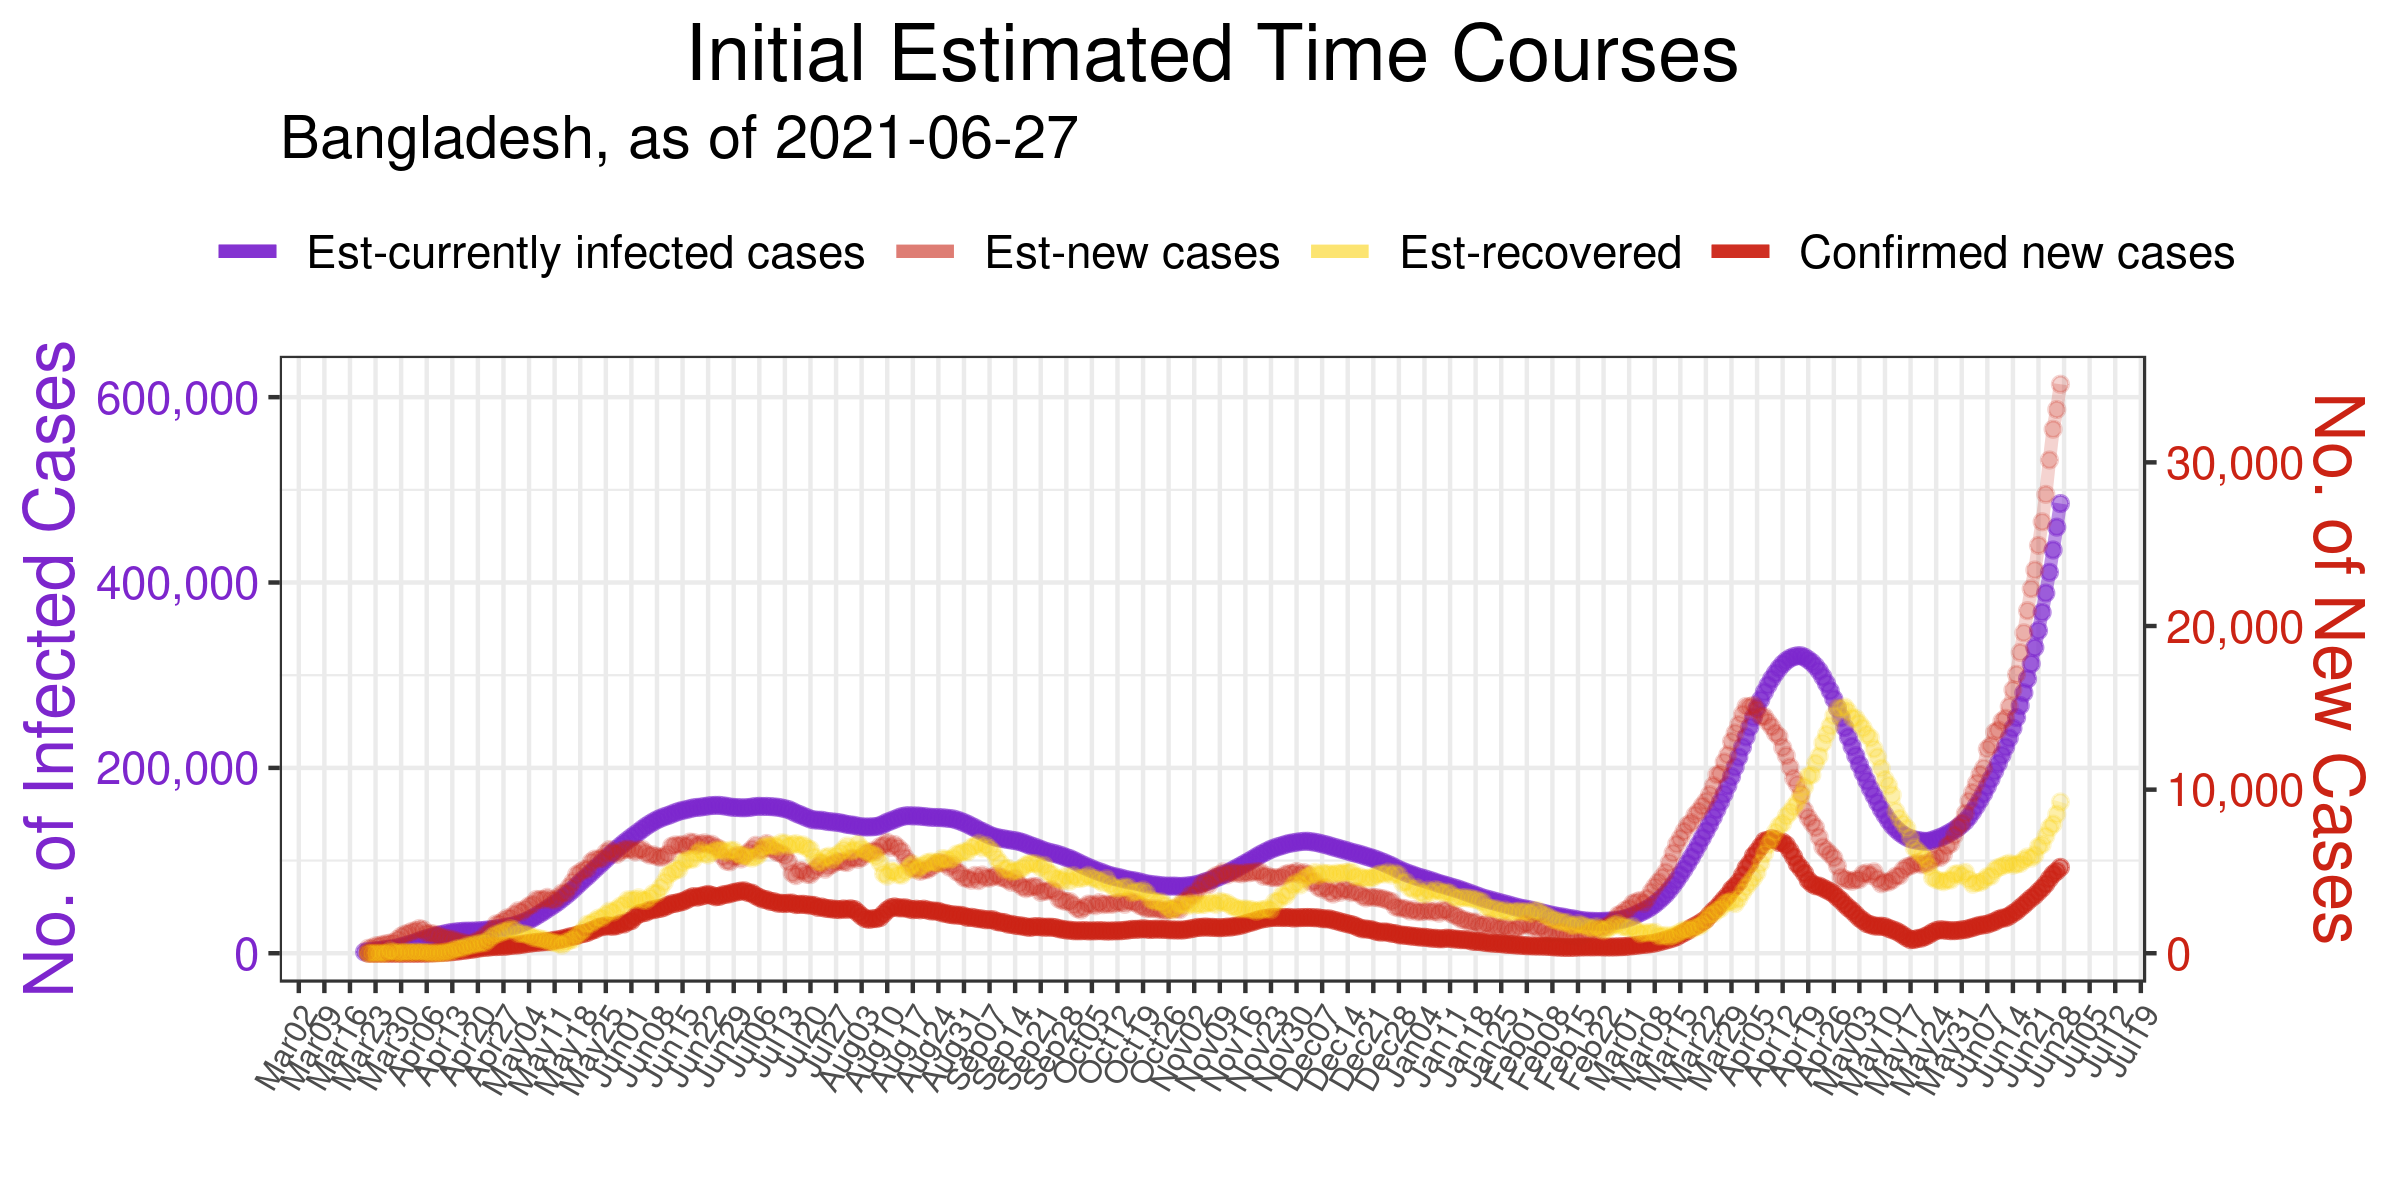 Initial Estimated Time Courses
Bangladesh, as of 2021-06-27
Est-currently infected cases Est-new cases Est-recovered Confirmed new cases
No. of Infected Cases
600,000
400,000
200,000
0
No. of New Cases
30,000
20,000
10,000
0
Mar02 Mar09 Mar16 Mar23 Mar30 Apr06 Apr13 Apr20 Apr27 May04 May11 May18 May25 Jun01 Jun08 Jun15 Jun22 Jun29 Jul06 Jul13 Jul20 Jul27 Aug03 Aug10 Aug17 Aug24 Aug31 Sep07 Sep14 Sep21 Sep28 Oct05 Oct12 Oct19 Oct26 Nov02 Nov09 Nov16 Nov23 Nov30 Dec07 Dec14 Dec21 Dec28 Jan04 Jan11 Jan18 Jan25 Feb01 Feb08 Feb15 Feb22 Mar01 Mar08 Mar15 Mar22 Mar29 Apr05 Apr12 Apr19 Apr26 May03 May10 May17 May24 May31 Jun07 Jun14 Jun21 Jun28 Jul05 Jul12 Jul19